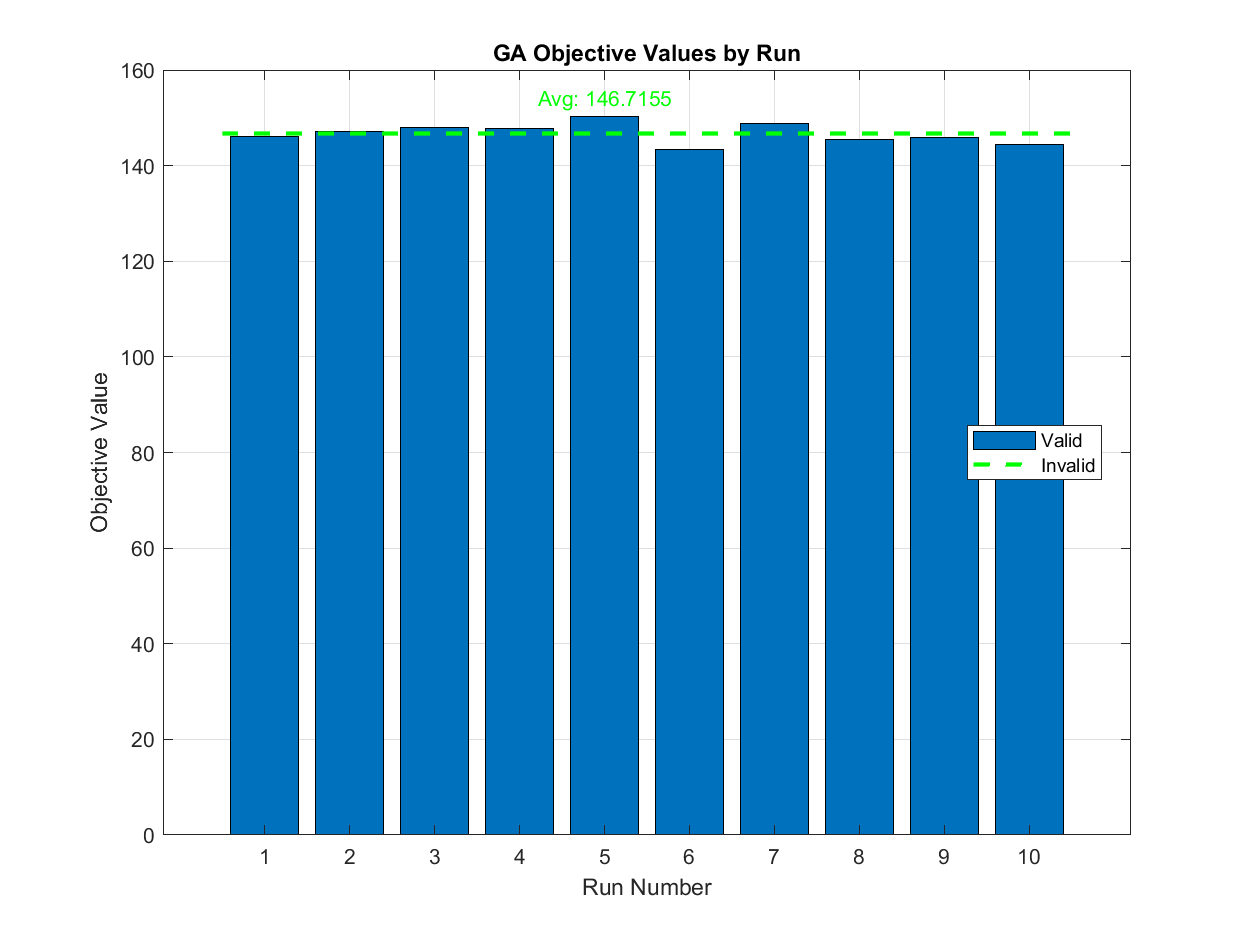 GA Objective Values by Run
160
140
120
100
80
60
40
20
0
Objective Value
Avg: 146.7155
Valid
Invalid
1 2 3 4 5 6 7 8 9 10
Run Number